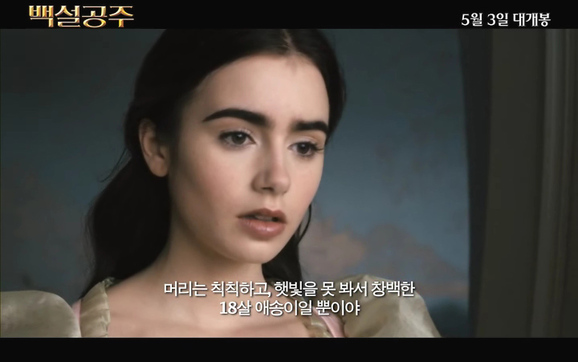 백설공주
5월 3일 대개봉
머리는 칙칙하고, 햇빛을 못 봐서 창백한
18살 애송이일 뿐이야